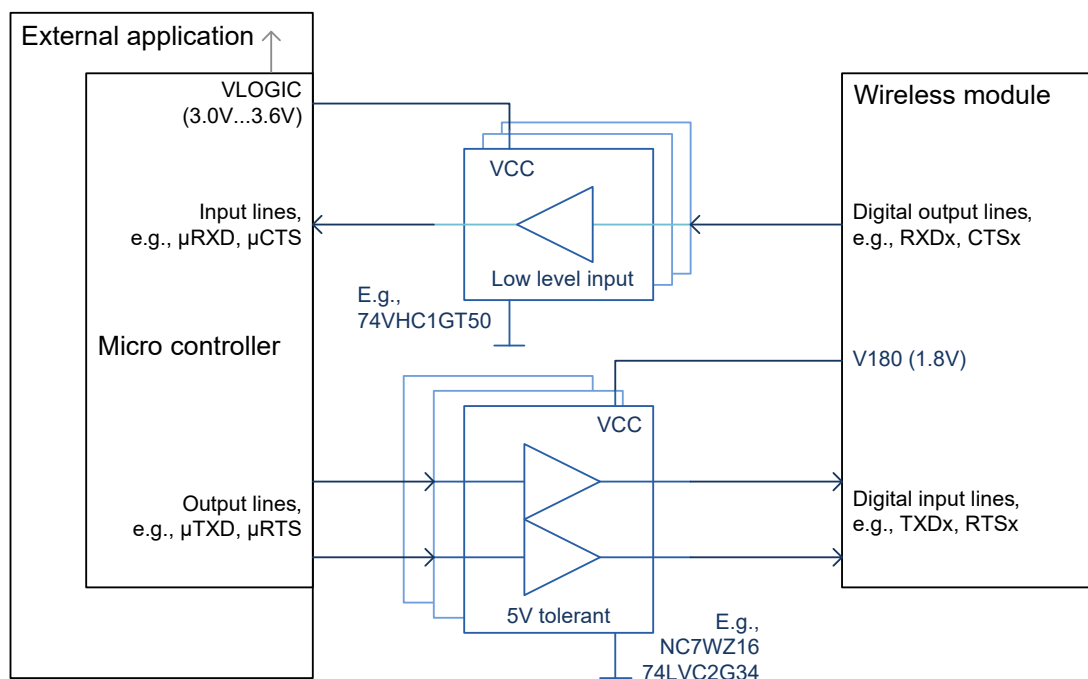 External application
VLOGIC
(3.0V...3.6V)
Wireless module
VCC
Input lines,
e.g., µRXD, µCTS
Digital output lines,
e.g., RXDx, CTSx
Low level input
E.g.,
74VHC1GT50
Micro controller
V180 (1.8V)
VCC
Output lines,
e.g., µTXD, µRTS
Digital input lines,
e.g., TXDx, RTSx
5V tolerant
E.g.,
NC7WZ16
74LVC2G34